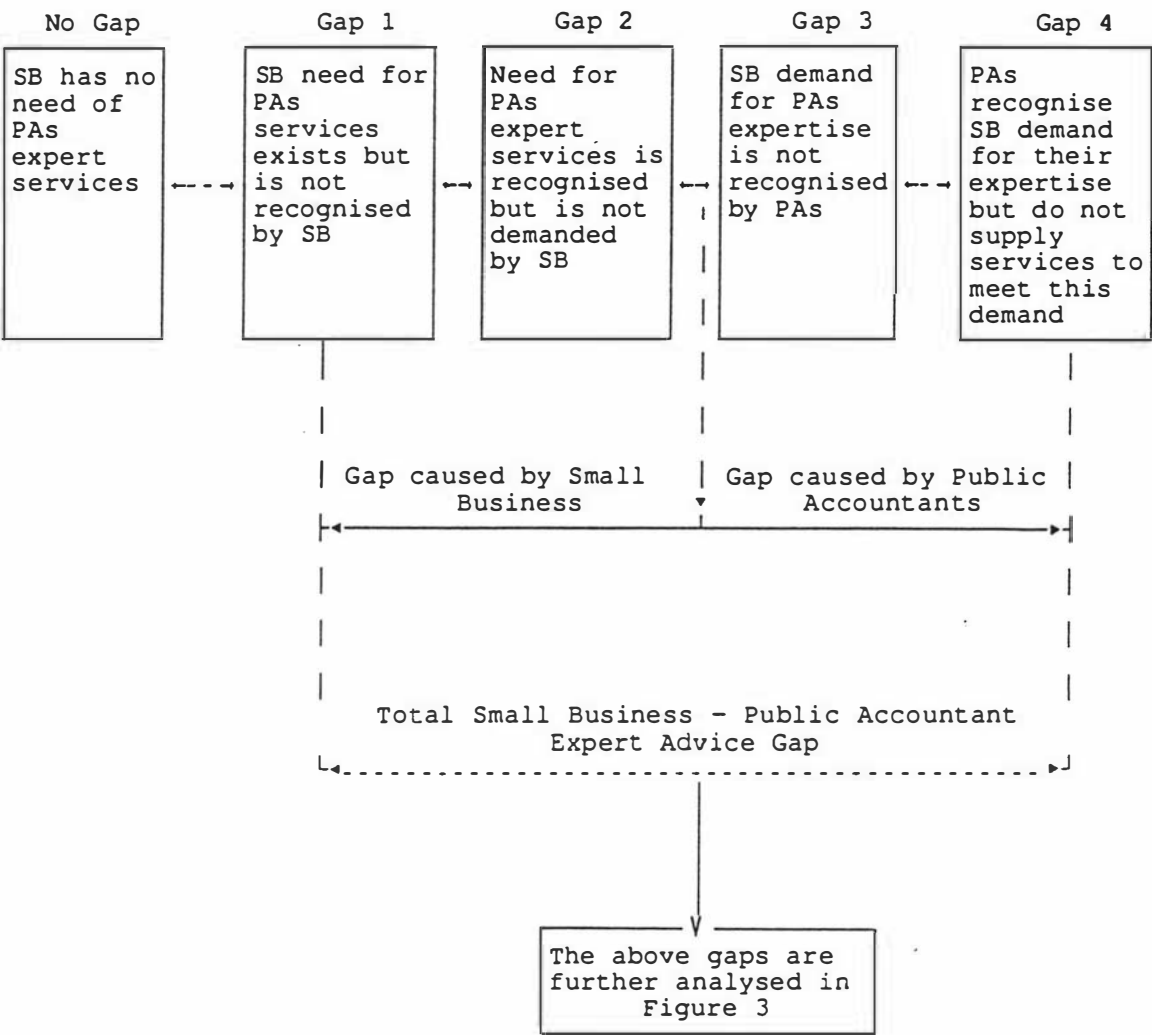 No Gap
Gap 1
Gap 2
Gap 3
Gap 4
SB has no
need of
PAs
expert
services
SB need for
PAs
services
exists but
is not
recognised
by SB
Need for
PAs
expert
services is
recognised
but is not
demanded
by SB
SB demand
for PAs
expertise
is not
recognised
by PAs
PAs
recognise
SB demand
for their
expertise
but do not
supply
services to
meet this
demand
Gap caused by Small
Business
Gap caused by Public
Accountants
Total Small Business - Public Accountant
Expert Advice Gap
The above gaps are
further analysed in
Figure 3